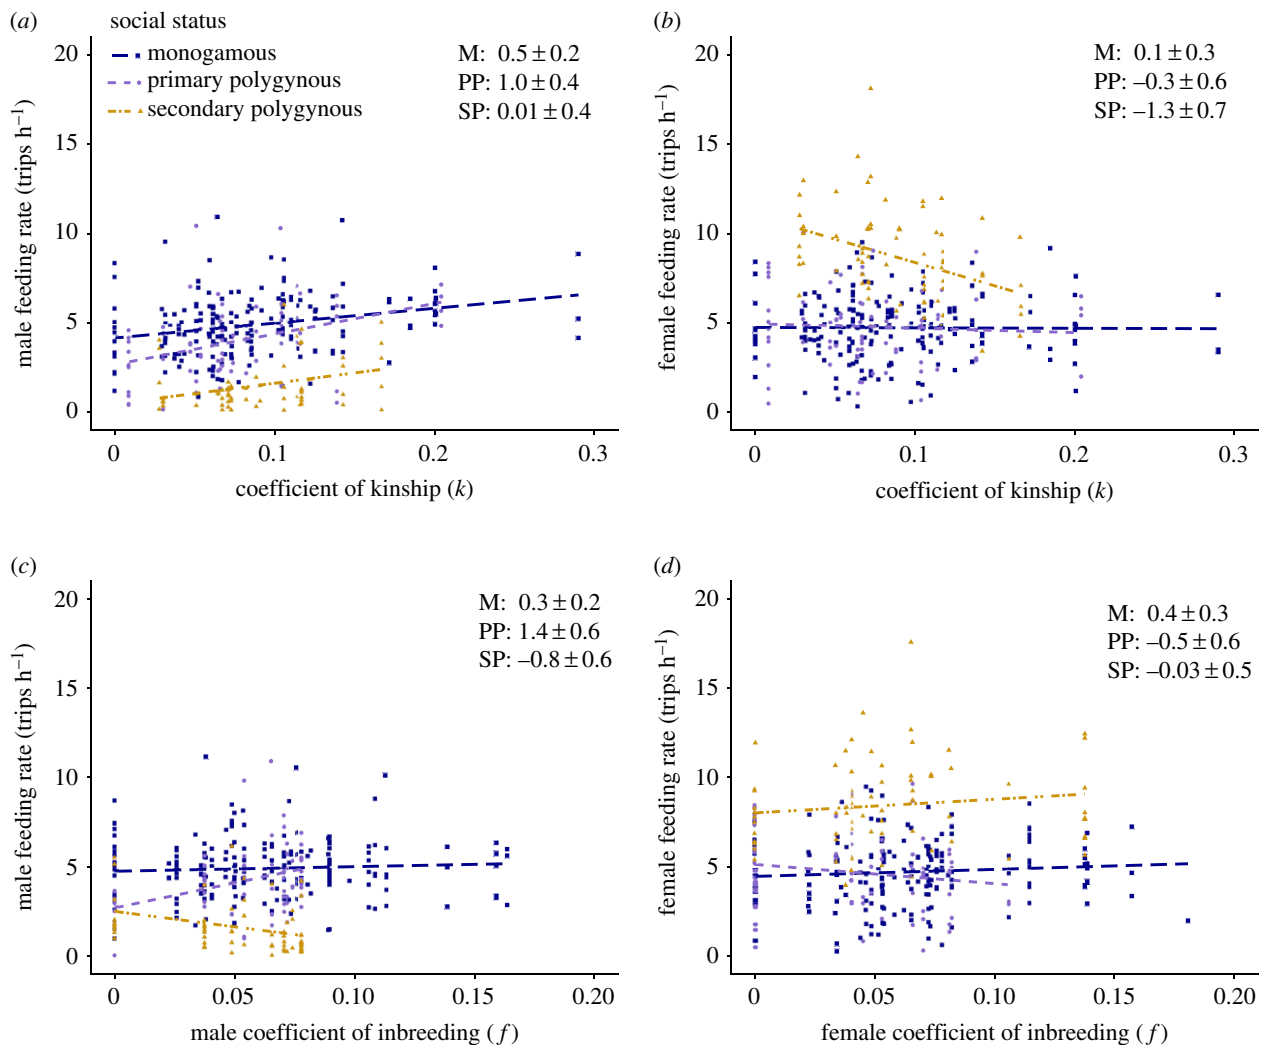 (a)
social status
monogamous
primary polygynous
secondary polygynous
M: 0.5 ± 0.2
PP: 1.0 ± 0.4
SP: 0.01 ± 0.4
male feeding rate (trips h⁻¹)
20
15
10
5
0
0 0.1 0.2 0.3
coefficient of kinship (k)
(b)
M: 0.1 ± 0.3
PP: –0.3 ± 0.6
SP: –1.3 ± 0.7
female feeding rate (trips h⁻¹)
20
15
10
5
0
0 0.1 0.2 0.3
coefficient of kinship (k)
(c)
M: 0.3 ± 0.2
PP: 1.4 ± 0.6
SP: –0.8 ± 0.6
male feeding rate (trips h⁻¹)
20
15
10
5
0
0 0.05 0.10 0.15 0.20
male coefficient of inbreeding (f)
(d)
M: 0.4 ± 0.3
PP: –0.5 ± 0.6
SP: –0.03 ± 0.5
female feeding rate (trips h⁻¹)
20
15
10
5
0
0 0.05 0.10 0.15 0.20
female coefficient of inbreeding (f)